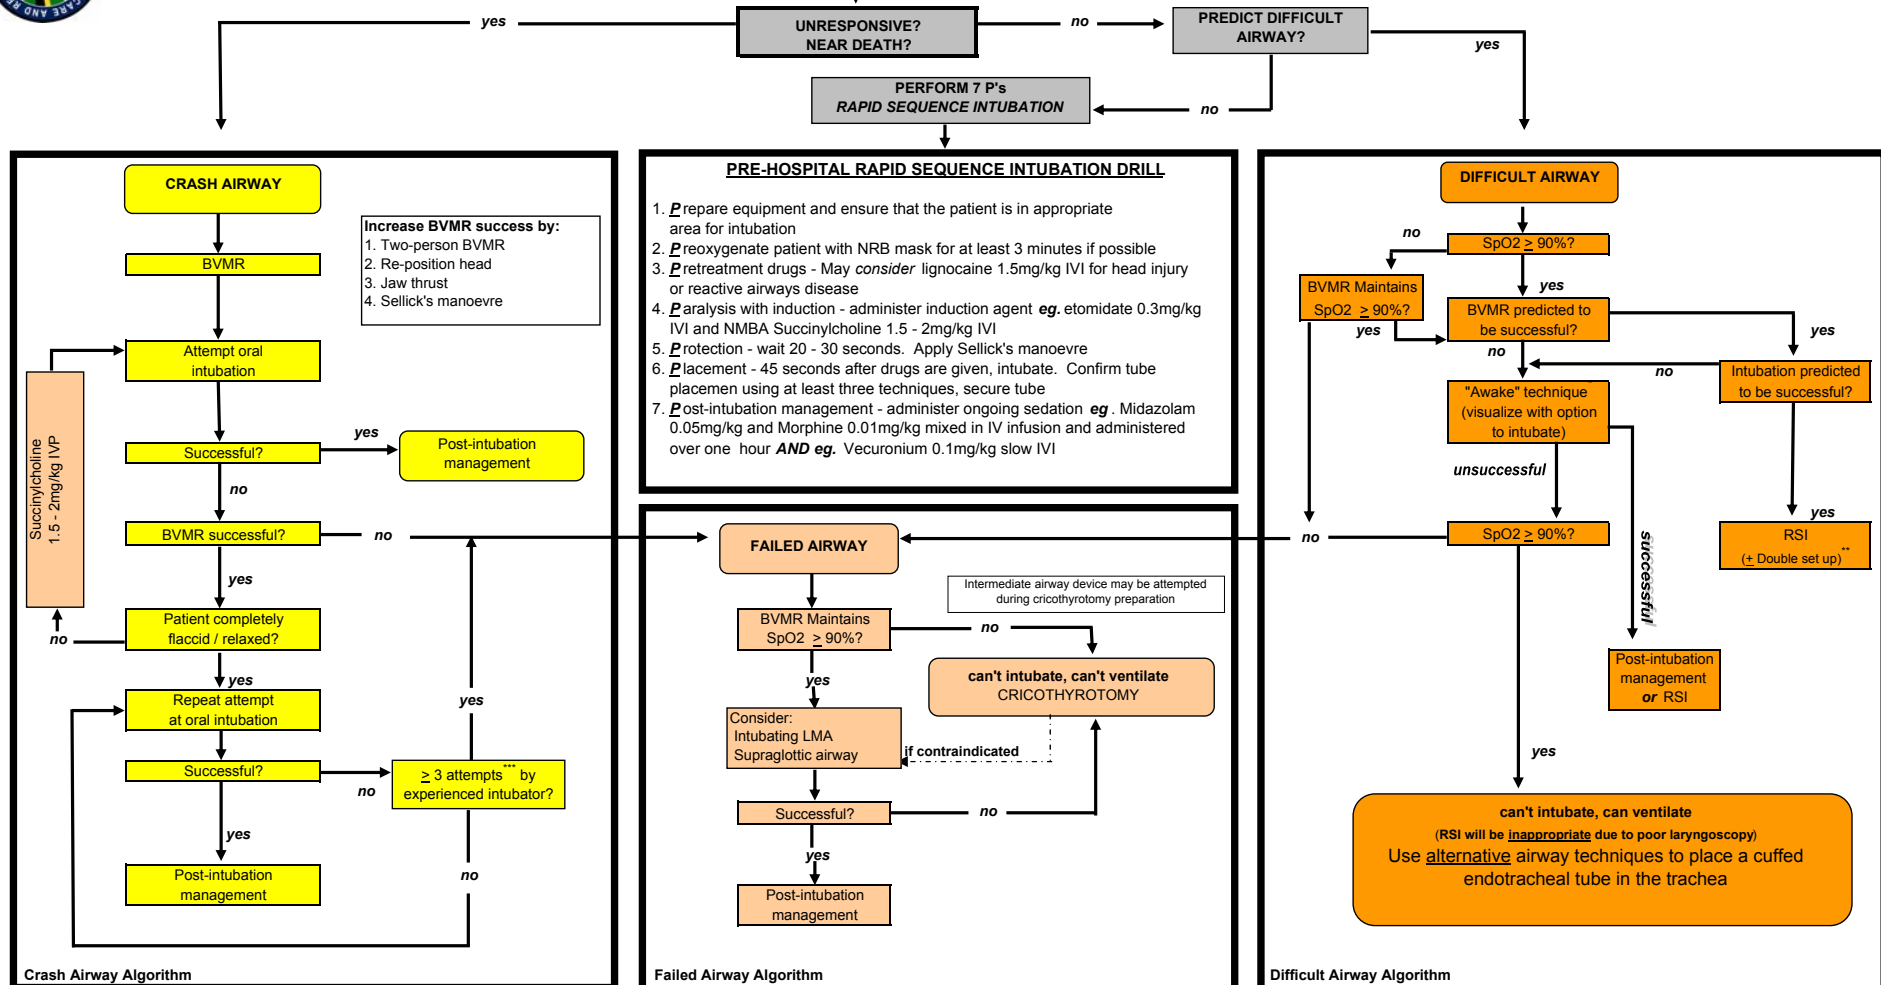 CARE AND RE
yes
UNRESPONSIVE?
NEAR DEATH?
no
PREDICT DIFFICULT
AIRWAY?
yes
PERFORM 7 P's
RAPID SEQUENCE INTUBATION
no
CRASH AIRWAY
BVMR
Increase BVMR success by:
1. Two-person BVMR
2. Re-position head
3. Jaw thrust
4. Sellick's manoevre
Attempt oral
intubation
Succinylcholine
1.5 - 2mg/kg IVP
Successful?
yes
Post-intubation
management
no
BVMR successful?
no
yes
Patient completely
flaccid / relaxed?
no
yes
Repeat attempt
at oral intubation
yes
Successful?
no
> 3 attempts*** by
experienced intubator?
yes
no
Post-intubation
management
Crash Airway Algorithm
PRE-HOSPITAL RAPID SEQUENCE INTUBATION DRILL
1. Prepare equipment and ensure that the patient is in appropriate
area for intubation
2. Preoxygenate patient with NRB mask for at least 3 minutes if possible
3. Pretreatment drugs - May consider lignocaine 1.5mg/kg IVI for head injury
or reactive airways disease
4. Paralysis with induction - administer induction agent eg. etomidate 0.3mg/kg
IVI and NMBA Succinylcholine 1.5 - 2mg/kg IVI
5. Protection - wait 20 - 30 seconds. Apply Sellick's manoevre
6. Placement - 45 seconds after drugs are given, intubate. Confirm tube
placemen using at least three techniques, secure tube
7. Post-intubation management - administer ongoing sedation eg . Midazolam
0.05mg/kg and Morphine 0.01mg/kg mixed in IV infusion and administered
over one hour AND eg. Vecuronium 0.1mg/kg slow IVI
FAILED AIRWAY
Intermediate airway device may be attempted
during cricothyrotomy preparation
BVMR Maintains
SpO2 > 90%?
no
yes
can't intubate, can't ventilate
CRICOTHYROTOMY
Consider:
Intubating LMA
Supraglottic airway
if contraindicated
Successful?
no
yes
Post-intubation
management
Failed Airway Algorithm
DIFFICULT AIRWAY
no
SpO2 > 90%?
yes
BVMR Maintains
SpO2 > 90%?
yes
BVMR predicted to
be successful?
yes
no
no
Intubation predicted
to be successful?
"Awake" technique
(visualize with option
to intubate)
unsuccessful
yes
no
SpO2 > 90%?
successful
RSI
(+ Double set up)**
Post-intubation
management
or RSI
yes
can't intubate, can ventilate
(RSI will be inappropriate due to poor laryngoscopy)
Use alternative airway techniques to place a cuffed
endotracheal tube in the trachea
Difficult Airway Algorithm